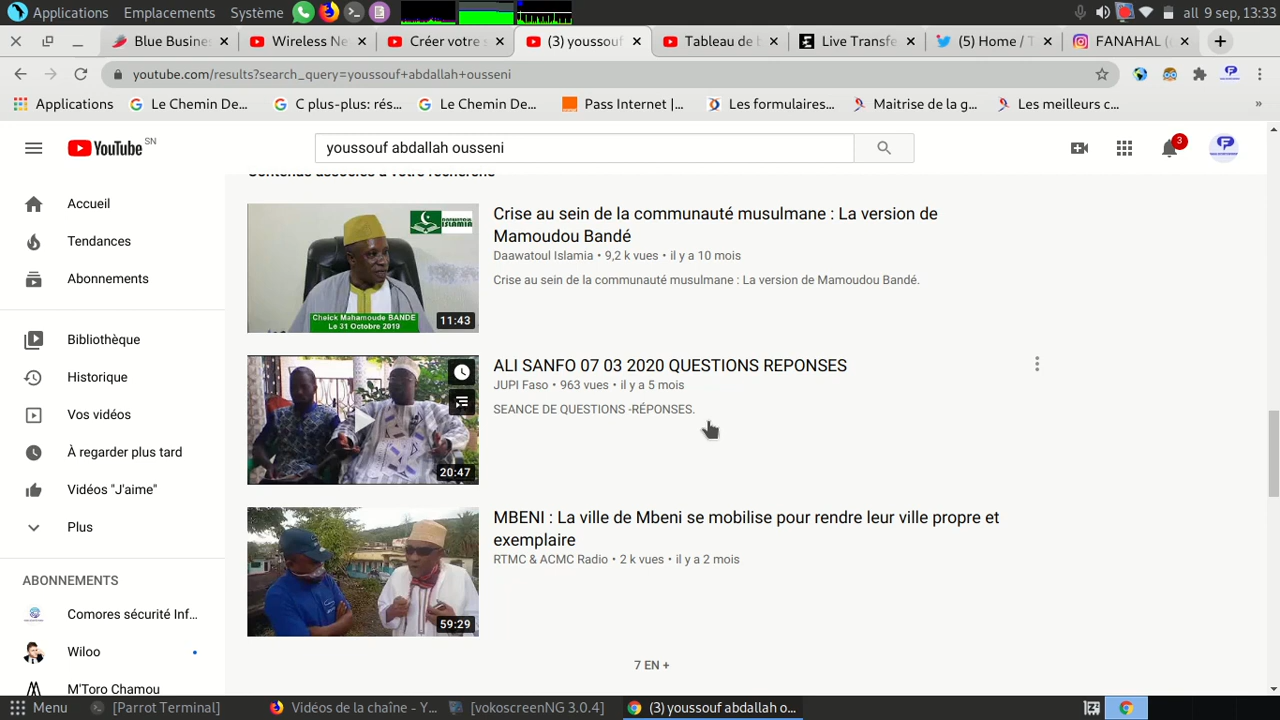 Applications Emplacements Système all 9 sep, 13:33
Blue Busine (3) youssouf
Wireless Ne
Créer votre s
Tableau de b
Live Transfe
(5) Home / T
FANAHAL (
youtube.com/results?search_query=youssouf+abdallah+ousseni
Applications Le Chemin De... C plus-plus: rés... Le Chemin De... Pass Internet |... Les formulaires... Maitrise de la g... Les meilleurs c... »
YouTube SN
youssouf abdallah ousseni
3
Contenus associés à votre recherche
Accueil
Tendances
Abonnements
Bibliothèque
Historique
Vos vidéos
À regarder plus tard
Vidéos "J'aime"
Plus
ABONNEMENTS
Comores sécurité Inf...
Wiloo
M'Toro Chamou
DAAWATOUL ISLAMIA
Cheick Mahamoude BANDE
Le 31 Octobre 2019
11:43
Crise au sein de la communauté musulmane : La version de
Mamoudou Bandé
Daawatoul Islamia • 9,2 k vues • il y a 10 mois
Crise au sein de la communauté musulmane : La version de Mamoudou Bandé.
20:47
ALI SANFO 07 03 2020 QUESTIONS REPONSES
JUPI Faso • 963 vues • il y a 5 mois
SEANCE DE QUESTIONS -RÉPONSES.
59:29
MBENI : La ville de Mbeni se mobilise pour rendre leur ville propre et
exemplaire
RTMC & ACMC Radio • 2 k vues • il y a 2 mois
7 EN +
Menu [Parrot Terminal] Vidéos de la chaîne - Y... [vokoscreenNG 3.0.4] (3) youssouf abdallah o...